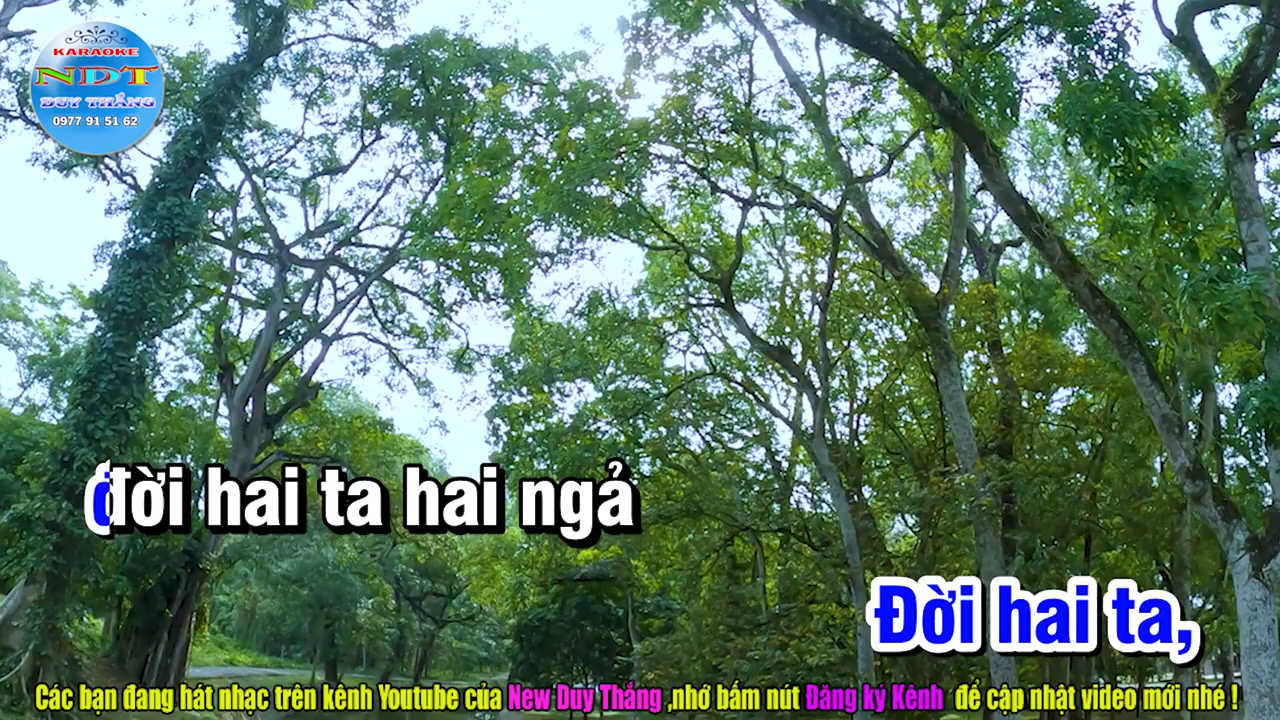 KARAOKE
NDT
DUY THẮNG
0977 91 51 62
đời hai ta hai ngả
Đời hai ta,
Các bạn đang hát nhạc trên kênh Youtube của New Duy Thắng ,nhớ bấm nút Đăng ký Kênh để cập nhật video mới nhé !